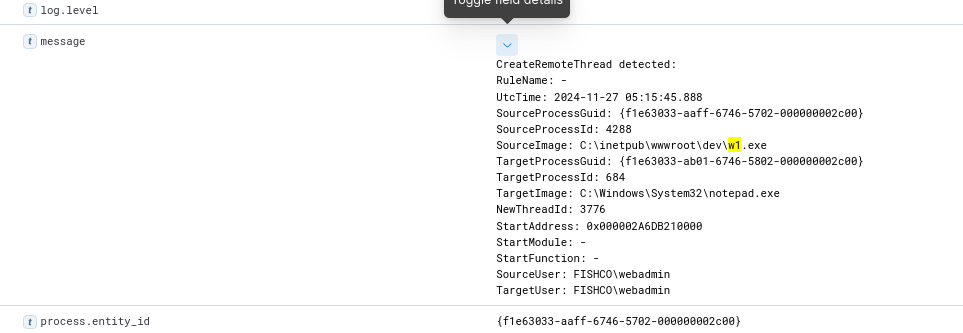 Toggle field details
t log.level
t message
CreateRemoteThread detected:
RuleName: -
UtcTime: 2024-11-27 05:15:45.888
SourceProcessGuid: {f1e63033-aaff-6746-5702-000000002c00}
SourceProcessId: 4288
SourceImage: C:\inetpub\wwwroot\dev\w1.exe
TargetProcessGuid: {f1e63033-ab01-6746-5802-000000002c00}
TargetProcessId: 684
TargetImage: C:\Windows\System32\notepad.exe
NewThreadId: 3776
StartAddress: 0x000002A6DB210000
StartModule: -
StartFunction: -
SourceUser: FISHCO\webadmin
TargetUser: FISHCO\webadmin
t process.entity_id {f1e63033-aaff-6746-5702-000000002c00}